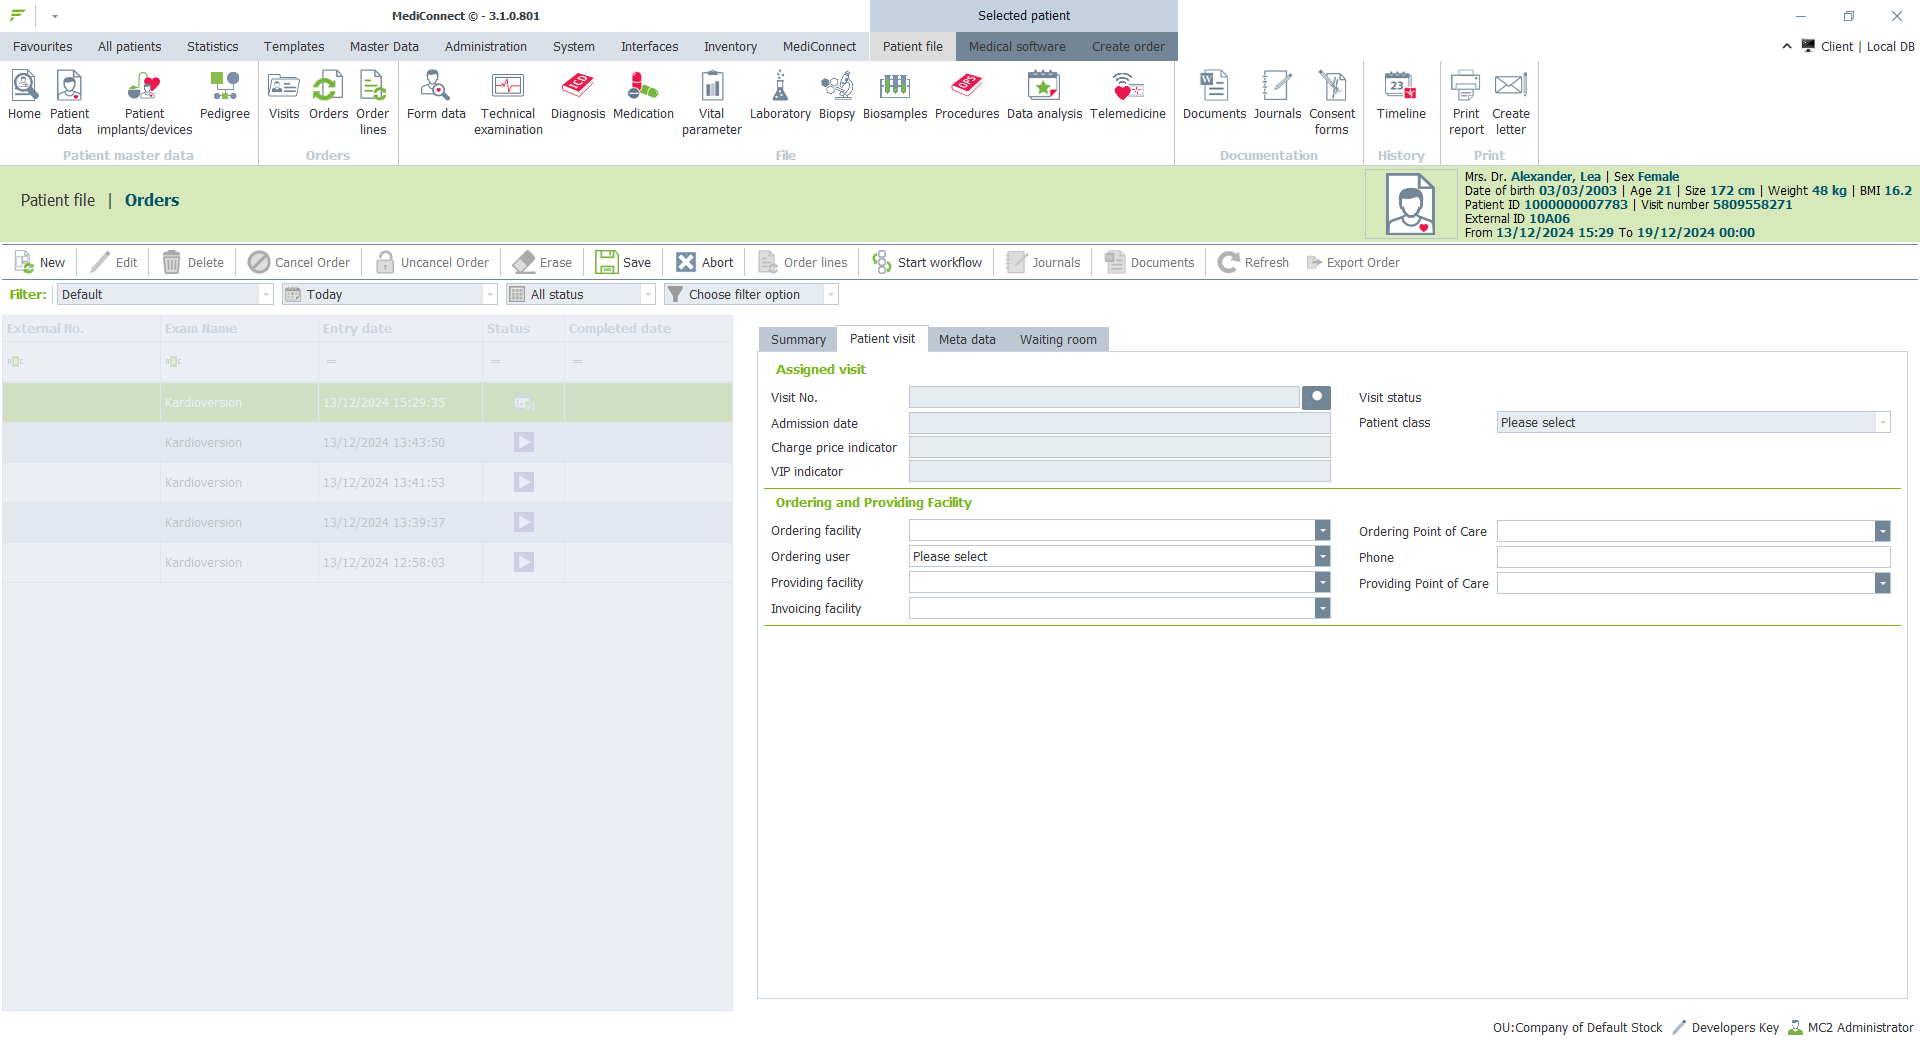 MediConnect © - 3.1.0.801
Selected patient
Favourites All patients Statistics Templates Master Data Administration System Interfaces Inventory MediConnect Patient file Medical software Create order
Client | Local DB
Home Patient data Patient implants/devices Pedigree Visits Orders Order lines Form data Technical examination Diagnosis Medication Vital parameter Laboratory Biopsy Biosamples Procedures Data analysis Telemedicine Documents Journals Consent forms Timeline Print report Create letter
Patient master data Orders File Documentation History Print
Patient file | Orders
Mrs. Dr. Alexander, Lea | Sex Female
Date of birth 03/03/2003 | Age 21 | Size 172 cm | Weight 48 kg | BMI 16.2
Patient ID 1000000007783 | Visit number 5809558271
External ID 10A06
From 13/12/2024 15:29 To 19/12/2024 00:00
New Edit Delete Cancel Order Uncancel Order Erase Save Abort Order lines Start workflow Journals Documents Refresh Export Order
Filter: Default Today All status Choose filter option
External No. Exam Name Entry date Status Completed date
Kardioversion 13/12/2024 15:29:35
Kardioversion 13/12/2024 13:43:50
Kardioversion 13/12/2024 13:41:53
Kardioversion 13/12/2024 13:39:37
Kardioversion 13/12/2024 12:58:03
Summary Patient visit Meta data Waiting room
Assigned visit
Visit No. Visit status
Admission date Patient class Please select
Charge price indicator
VIP indicator
Ordering and Providing Facility
Ordering facility Ordering Point of Care
Ordering user Please select Phone
Providing facility Providing Point of Care
Invoicing facility
OU:Company of Default Stock Developers Key MC2 Administrator